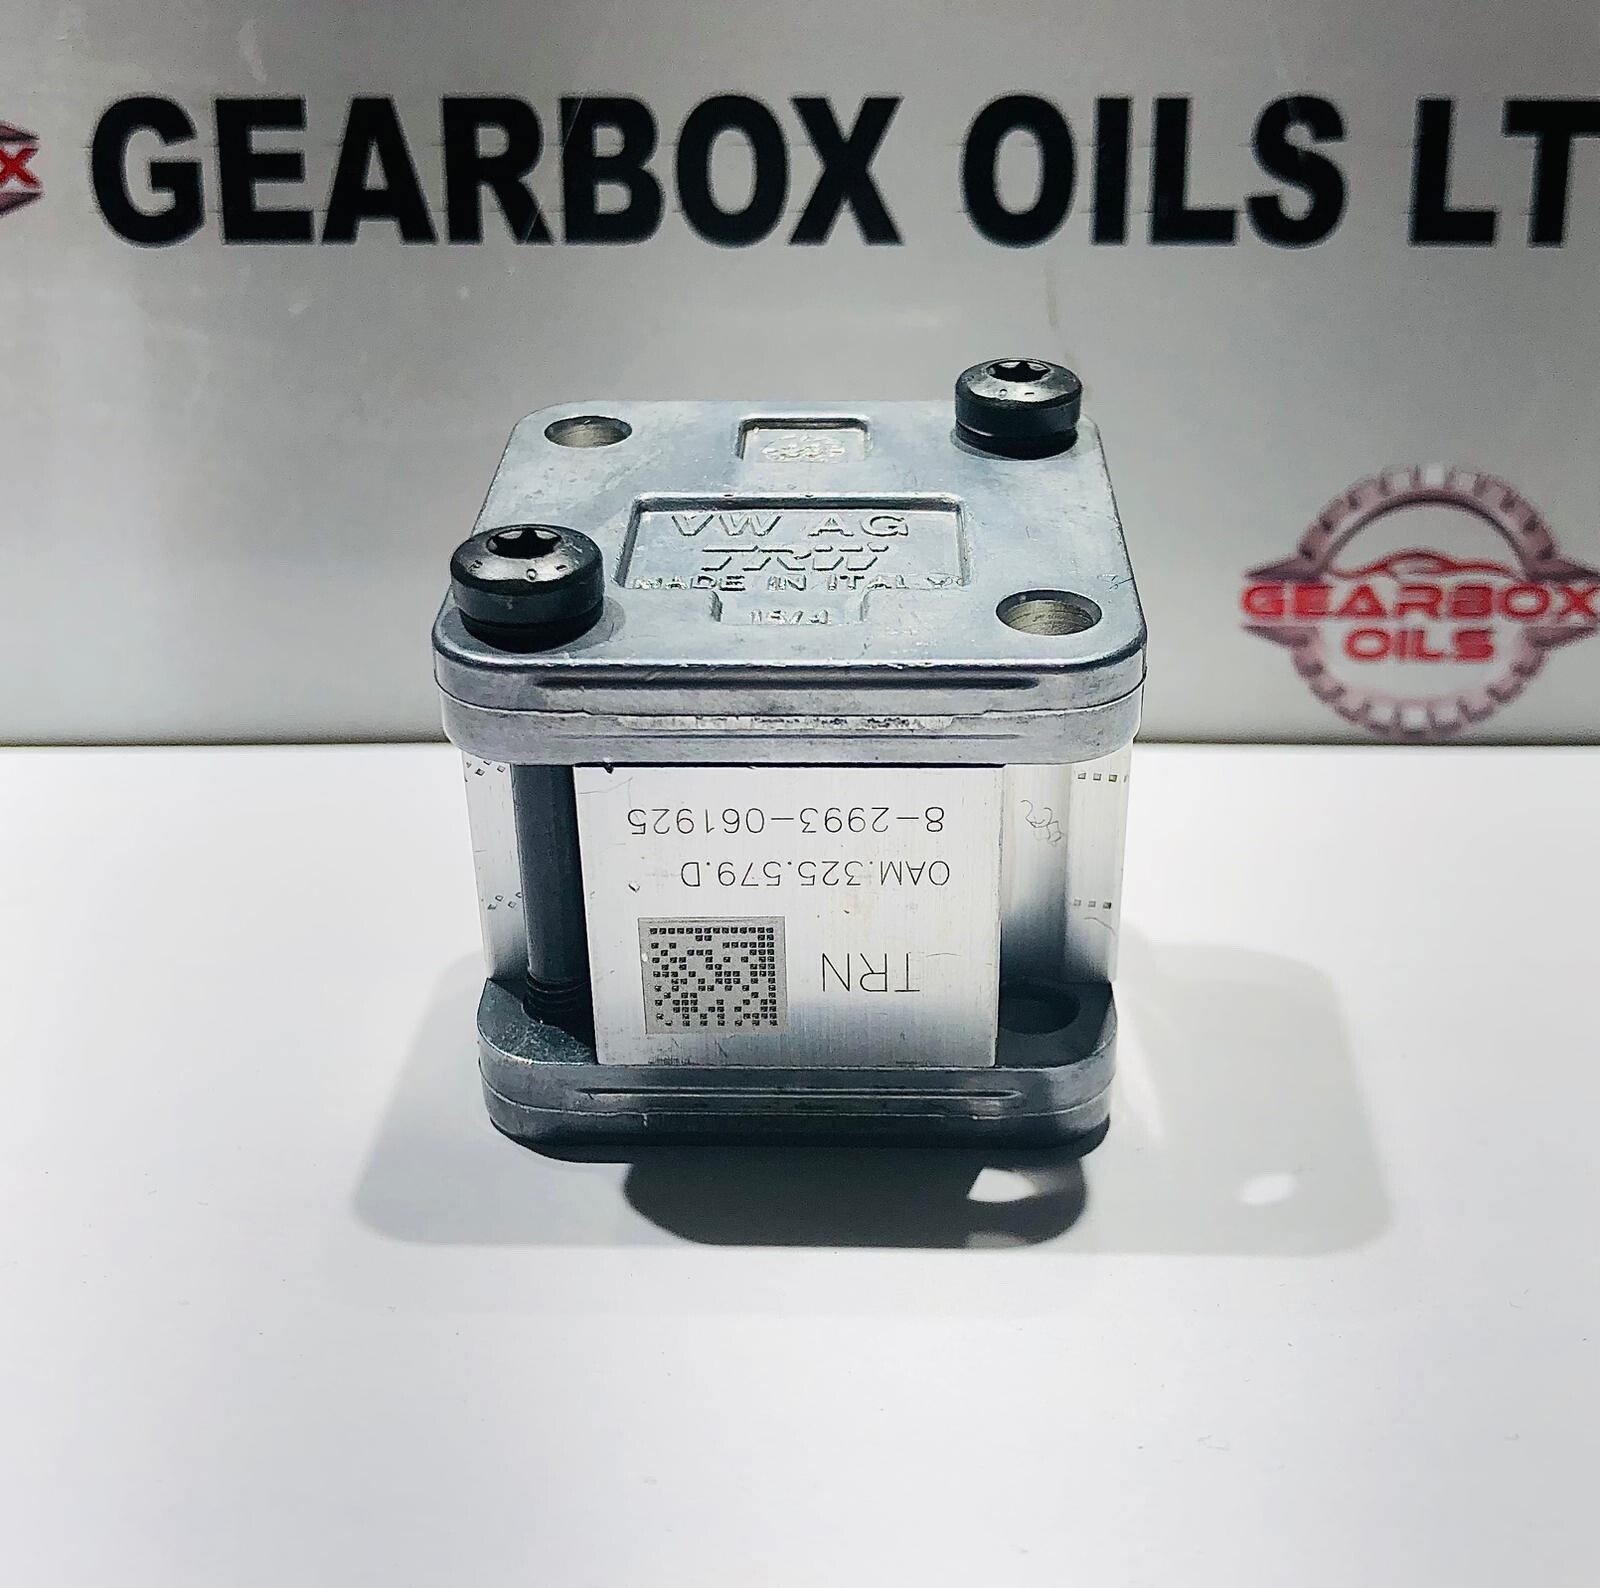 GEARBOX OILS LT
X
VW AG
TRW
MADE IN ITALY
GEARBOX
OILS
8-2993-061925
0AM.325.579.D
TRN